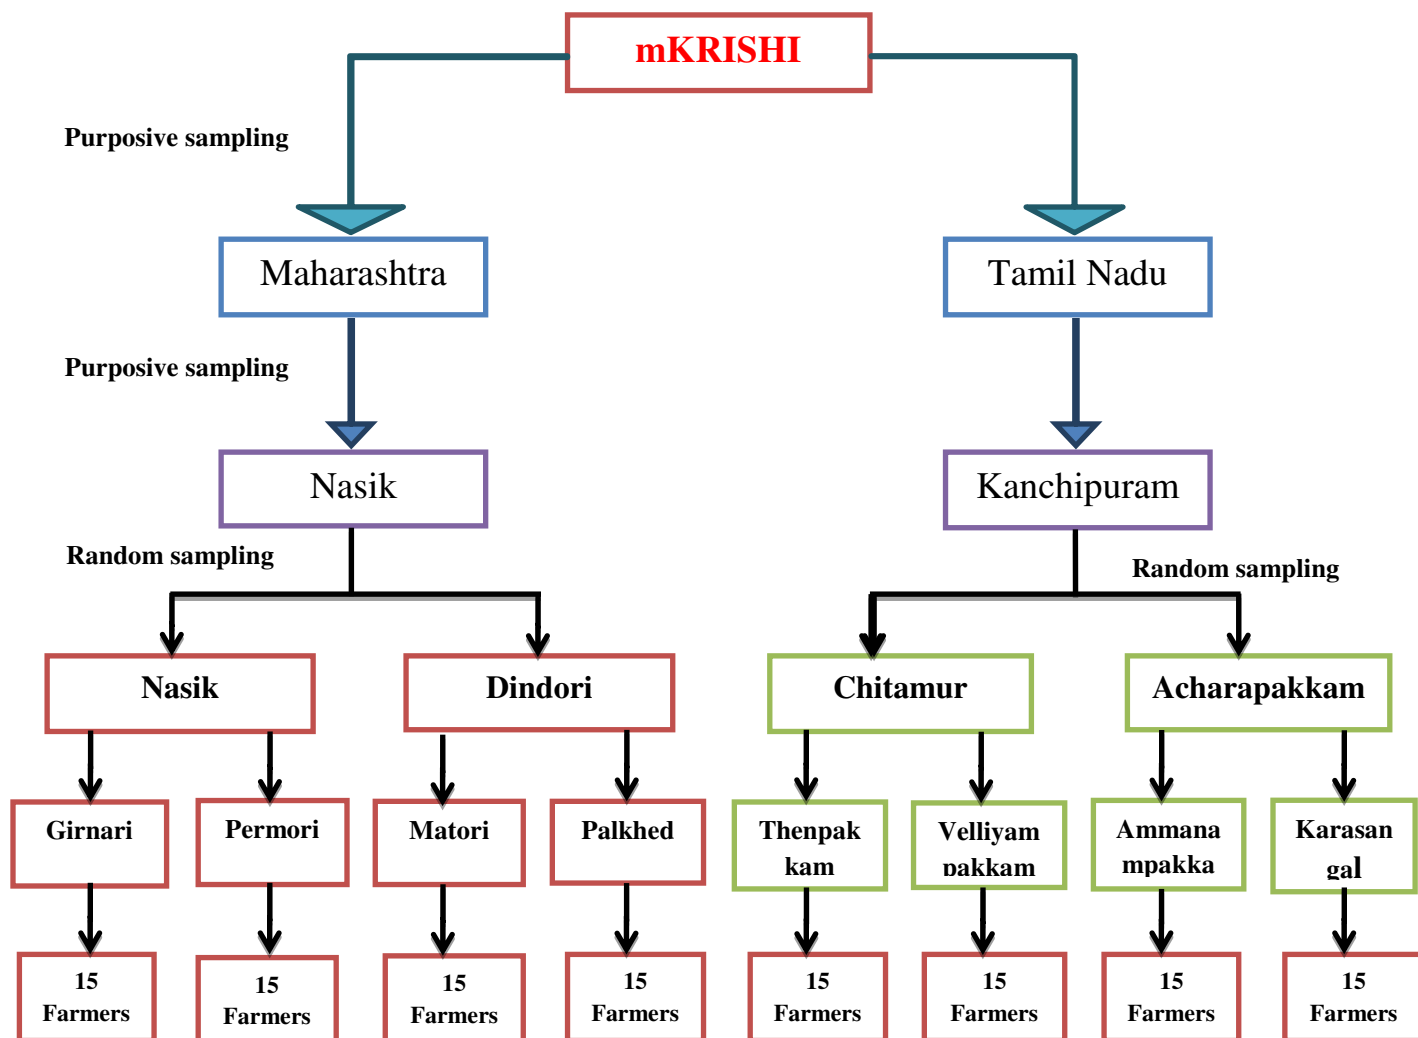 mKRISHI
Purposive sampling
Maharashtra
Tamil Nadu
Purposive sampling
Nasik
Kanchipuram
Random sampling
Random sampling
Nasik
Dindori
Chitamur
Acharapakkam
Girnari
Permori
Matori
Palkhed
Thenpak
kam
Velliyam
pakkam
Ammana
mpakka
Karasan
gal
15
Farmers
15
Farmers
15
Farmers
15
Farmers
15
Farmers
15
Farmers
15
Farmers
15
Farmers